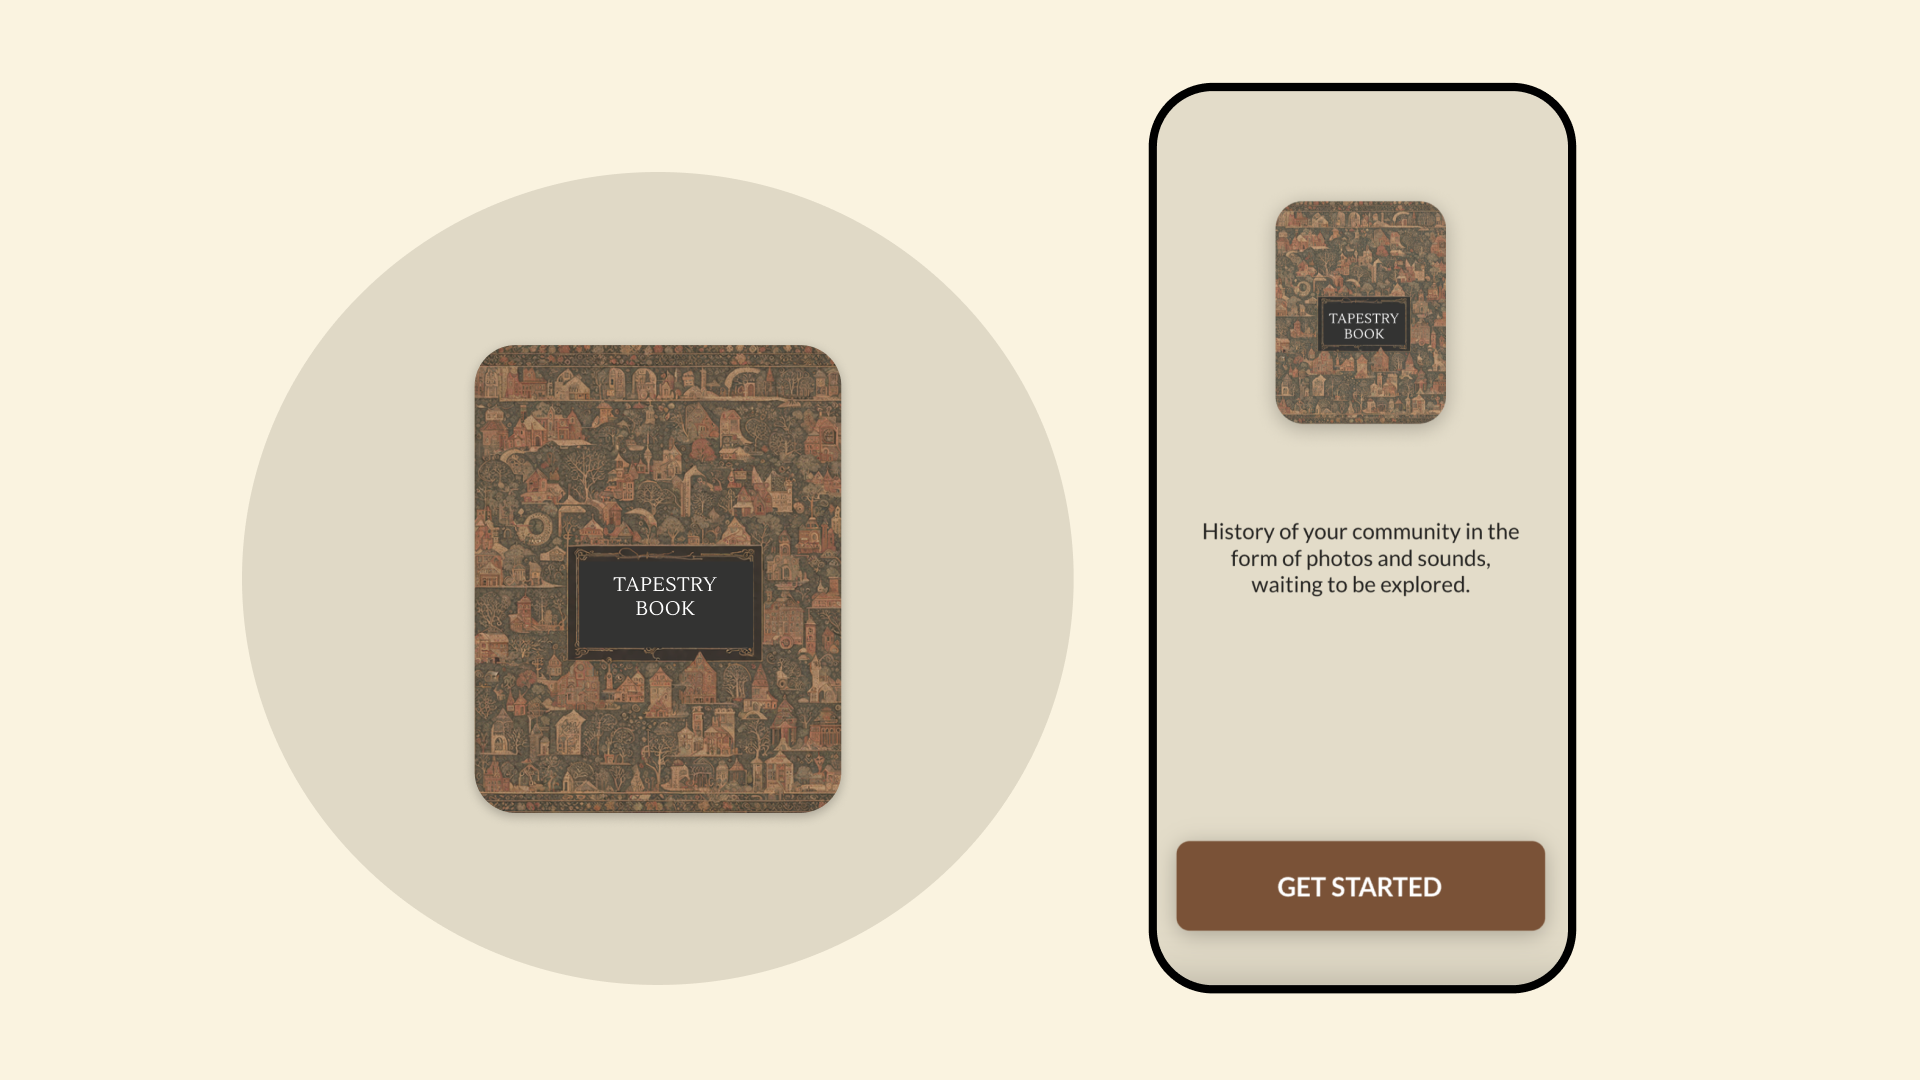 TAPESTRY
BOOK
TAPESTRY
BOOK
History of your community in the
form of photos and sounds,
waiting to be explored.
GET STARTED